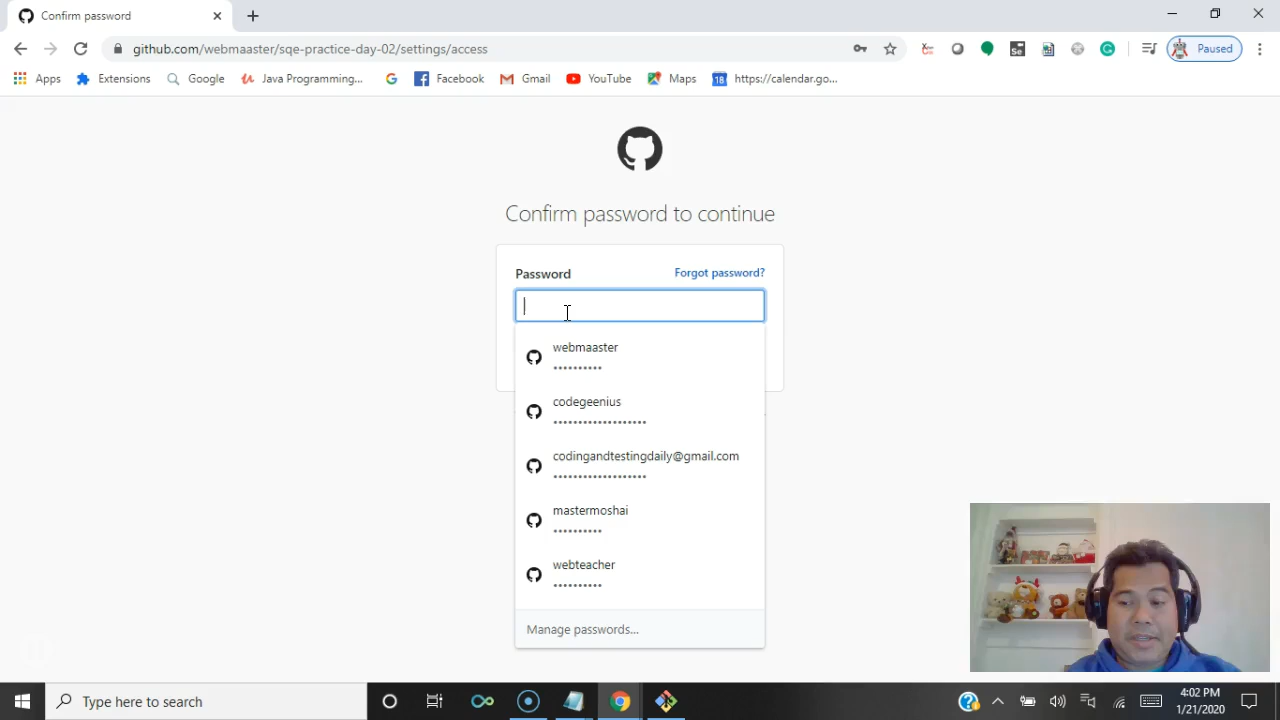 Confirm password
github.com/webmaaster/sqe-practice-day-02/settings/access
Paused
Apps
Extensions
Google
Java Programming...
Facebook
Gmail
YouTube
Maps
18
https://calendar.go...
Confirm password to continue
Password
Forgot password?
webmaaster
••••••••••
codegeenius
•••••••••••••••••••
codingandtestingdaily@gmail.com
•••••••••••••••••••
mastermoshai
••••••••••
webteacher
••••••••••
Manage passwords...
Type here to search
4:02 PM
1/21/2020